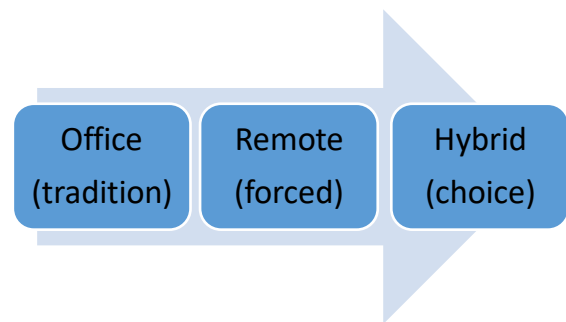 Office
(tradition)
Remote
(forced)
Hybrid
(choice)